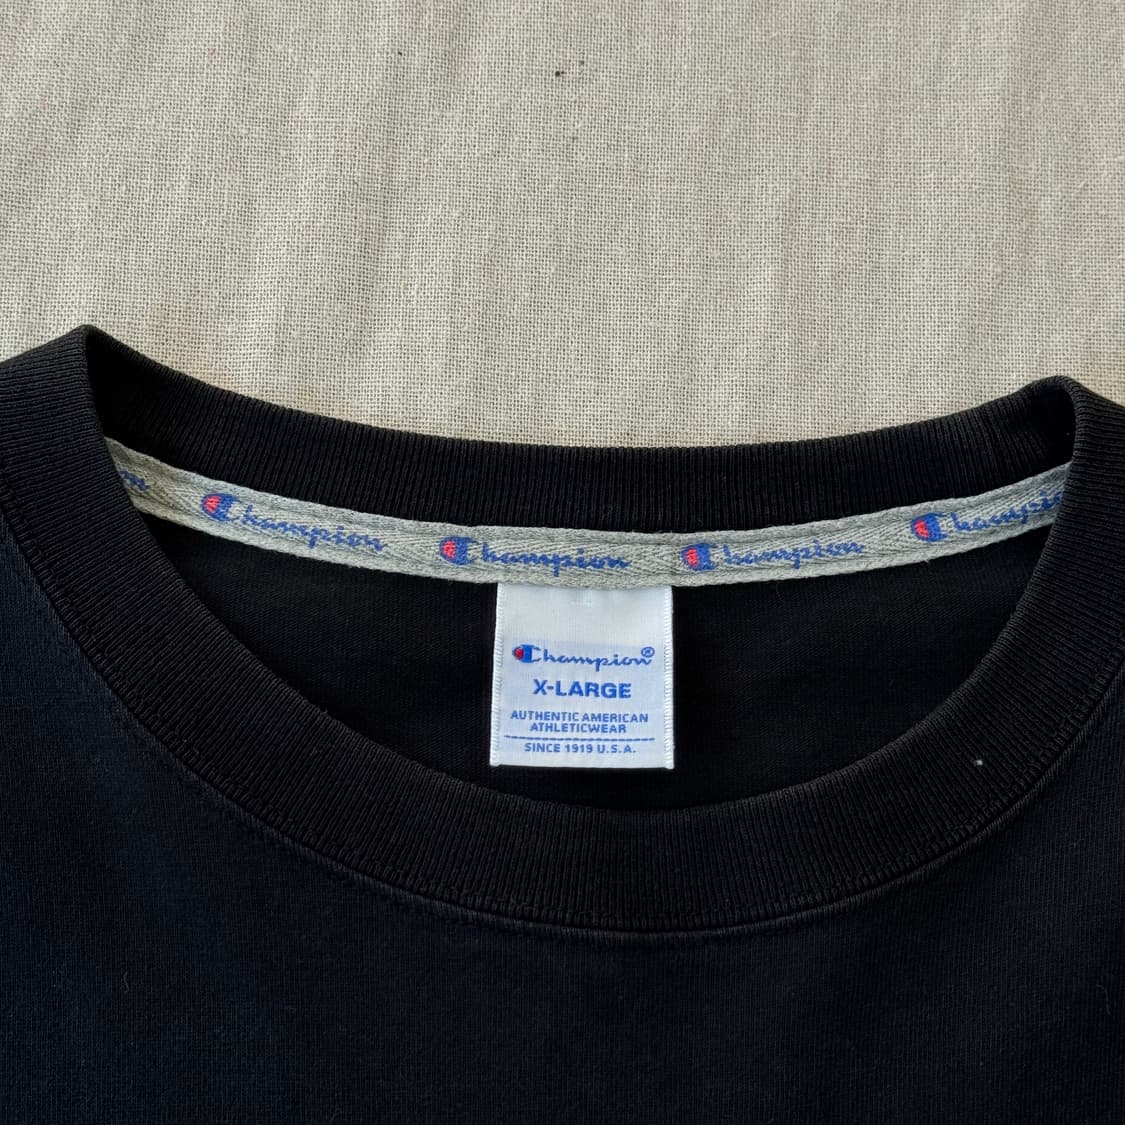 Champion Champion Champion Champion
Champion®
X-LARGE
AUTHENTIC AMERICAN
ATHLETICWEAR
SINCE 1919 U.S.A.